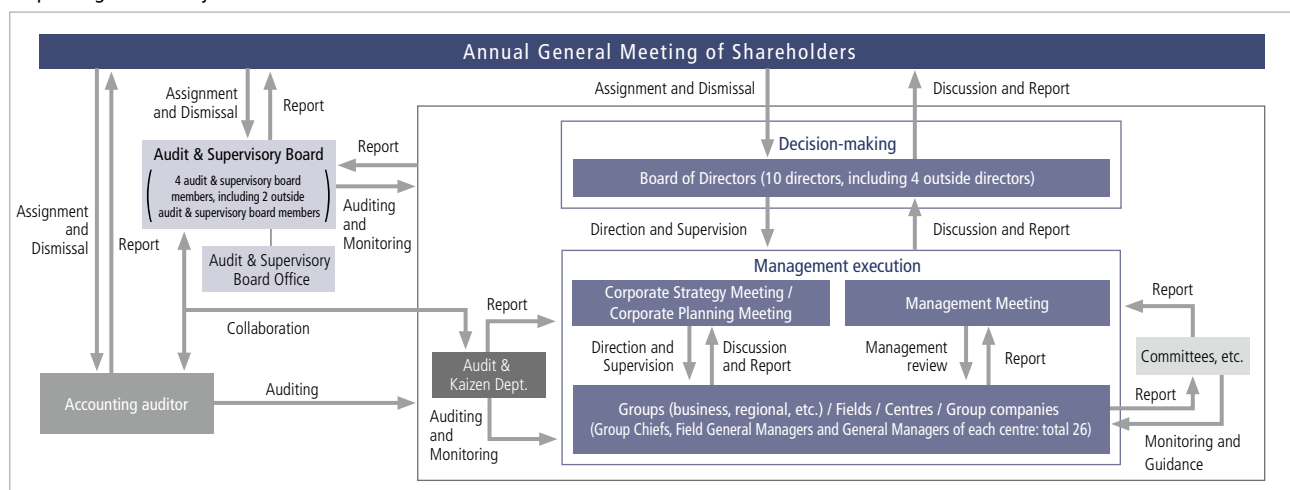 Annual General Meeting of Shareholders
Assignment
and Dismissal
Report
Assignment and Dismissal
Discussion and Report
Audit & Supervisory Board
4 audit & supervisory board
members, including 2 outside
audit & supervisory board members
Report
Decision-making
Board of Directors (10 directors, including 4 outside directors)
Assignment
and
Dismissal
Report
Auditing
and
Monitoring
Direction and Supervision
Discussion and Report
Audit & Supervisory
Board Office
Management execution
Corporate Strategy Meeting /
Corporate Planning Meeting
Management Meeting
Report
Report
Collaboration
Direction and
Supervision
Discussion
and Report
Management
review
Report
Committees, etc.
Audit &
Kaizen Dept.
Accounting auditor
Auditing
Report
Groups (business, regional, etc.) / Fields / Centres / Group companies
(Group Chiefs, Field General Managers and General Managers of each centre: total 26)
Auditing
and
Monitoring
Monitoring and
Guidance